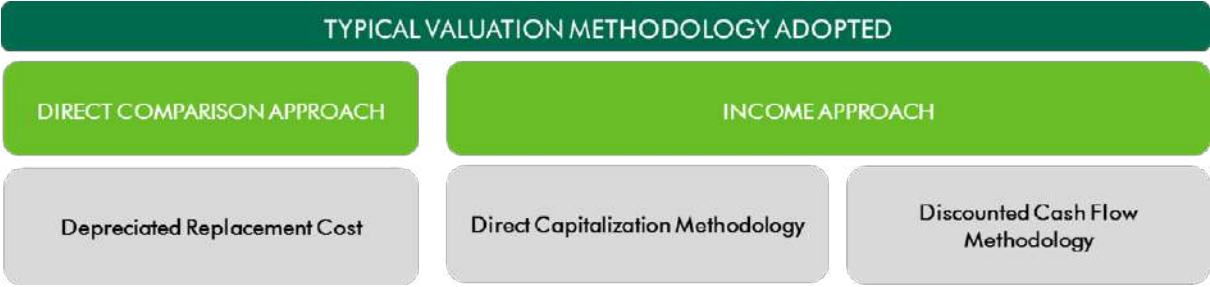 TYPICAL VALUATION METHODOLOGY ADOPTED
DIRECT COMPARISON APPROACH
INCOME APPROACH
Depreciated Replacement Cost
Direct Capitalization Methodology
Discounted Cash Flow
Methodology